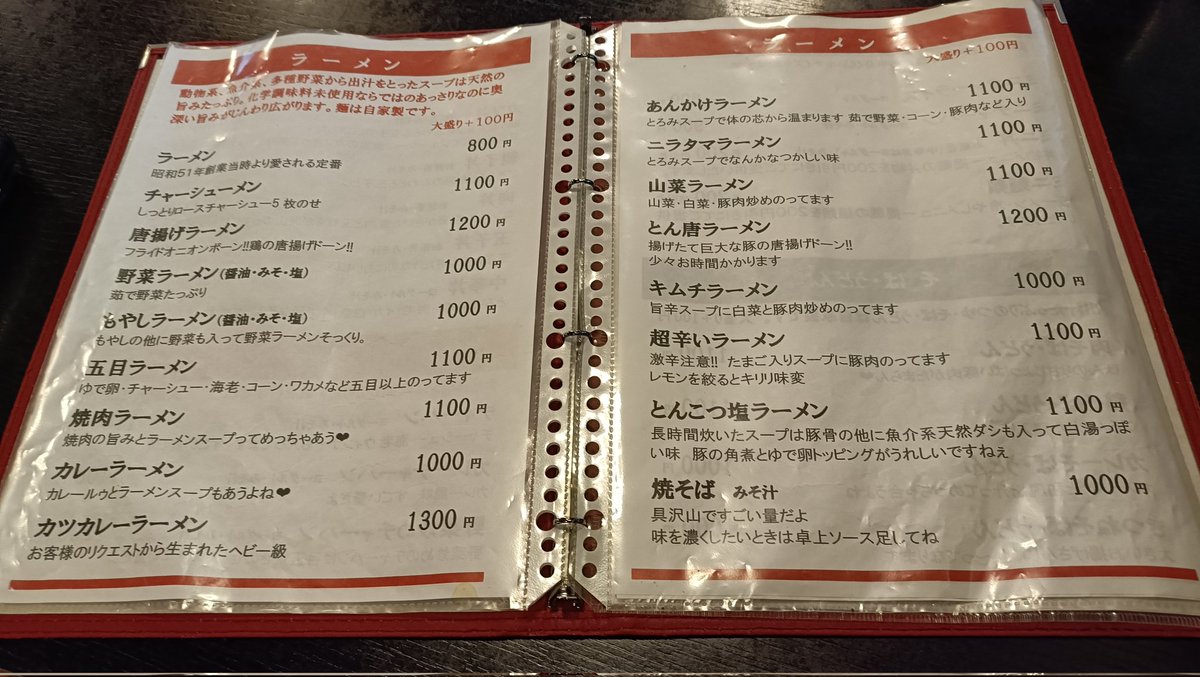 ラーメン
動物系、魚介系、多種野菜から出汁をとったスープは天然の
旨みたっぷり。化学調味料未使用ならではのあっさりなのに奥
深い旨みがじんわり広がります。麺は自家製です。
大盛り+100円
ラーメン 800円
昭和51年創業当時より愛される定番
チャーシューメン 1100円
しっとりロースチャーシュー5枚のせ
唐揚げラーメン 1200円
フライドオニオンボーン!!鶏の唐揚げドーン!!
野菜ラーメン(醤油・みそ・塩) 1000円
茹で野菜たっぷり
もやしラーメン(醤油・みそ・塩) 1000円
もやしの他に野菜も入って野菜ラーメンそっくり。
五目ラーメン 1100円
ゆで卵・チャーシュー・海老・コーン・ワカメなど五目以上のってます
焼肉ラーメン 1100円
焼肉の旨みとラーメンスープってめっちゃあう❤
カレーラーメン 1000円
カレールゥとラーメンスープもあうよね❤
カツカレーラーメン 1300円
お客様のリクエストから生まれたヘビー級
ラーメン
大盛り+100円
あんかけラーメン 1100円
とろみスープで体の芯から温まります 茹で野菜・コーン・豚肉など入り
ニラタマラーメン 1100円
とろみスープでなんかなつかしい味
山菜ラーメン 1100円
山菜・白菜・豚肉炒めのってます
とん唐ラーメン 1200円
揚げたて巨大な豚の唐揚げドーン!!
少々お時間かかります
キムチラーメン 1000円
旨辛スープに白菜と豚肉炒めのってます
超辛いラーメン 1100円
激辛注意!! たまご入りスープに豚肉のってます
レモンを絞るとキリリ味変
とんこつ塩ラーメン 1100円
長時間炊いたスープは豚骨の他に魚介系天然ダシも入って白湯っぽ
い味 豚の角煮とゆで卵トッピングがうれしいですねぇ
焼そば みそ汁 1000円
具沢山ですごい量だよ
味を濃くしたいときは卓上ソース足してね